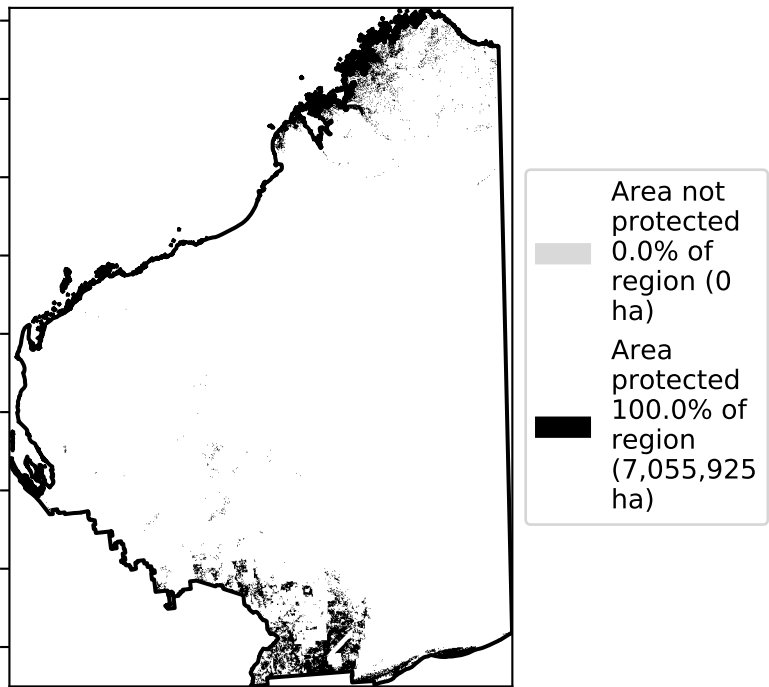 Area not
protected
0.0% of
region (0
ha)
Area
protected
100.0% of
region
(7,055,925
ha)